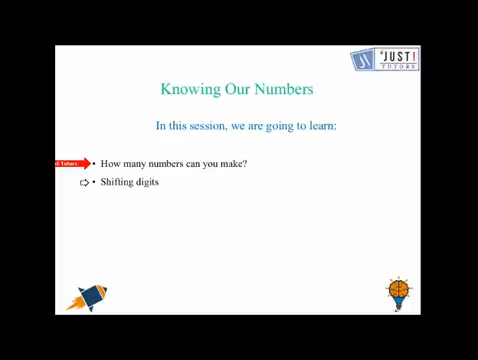 'JUST!
TUTORS
Knowing Our Numbers
In this session, we are going to learn:
Tutors
• How many numbers can you make?
• Shifting digits